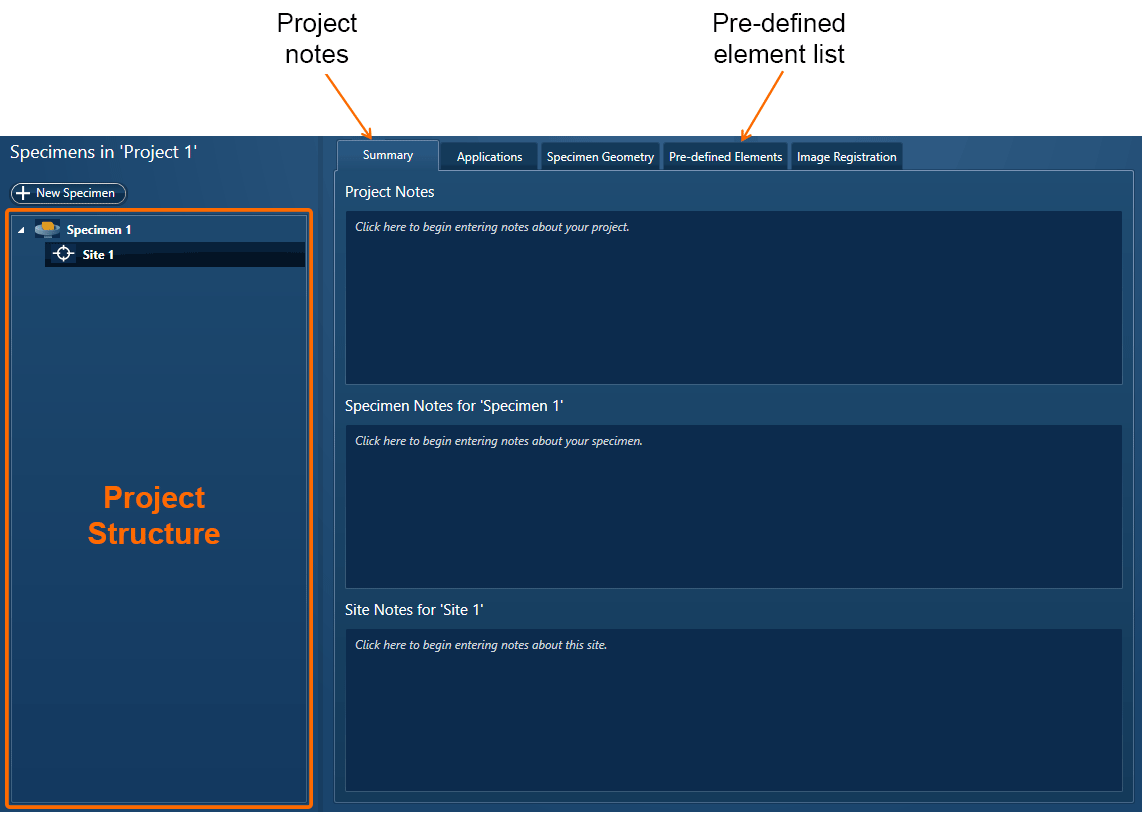 Project
notes
Pre-defined
element list
Specimens in 'Project 1'
New Specimen
Specimen 1
Site 1
Project
Structure
Summary
Applications
Specimen Geometry
Pre-defined Elements
Image Registration
Project Notes
Click here to begin entering notes about your project.
Specimen Notes for 'Specimen 1'
Click here to begin entering notes about your specimen.
Site Notes for 'Site 1'
Click here to begin entering notes about this site.